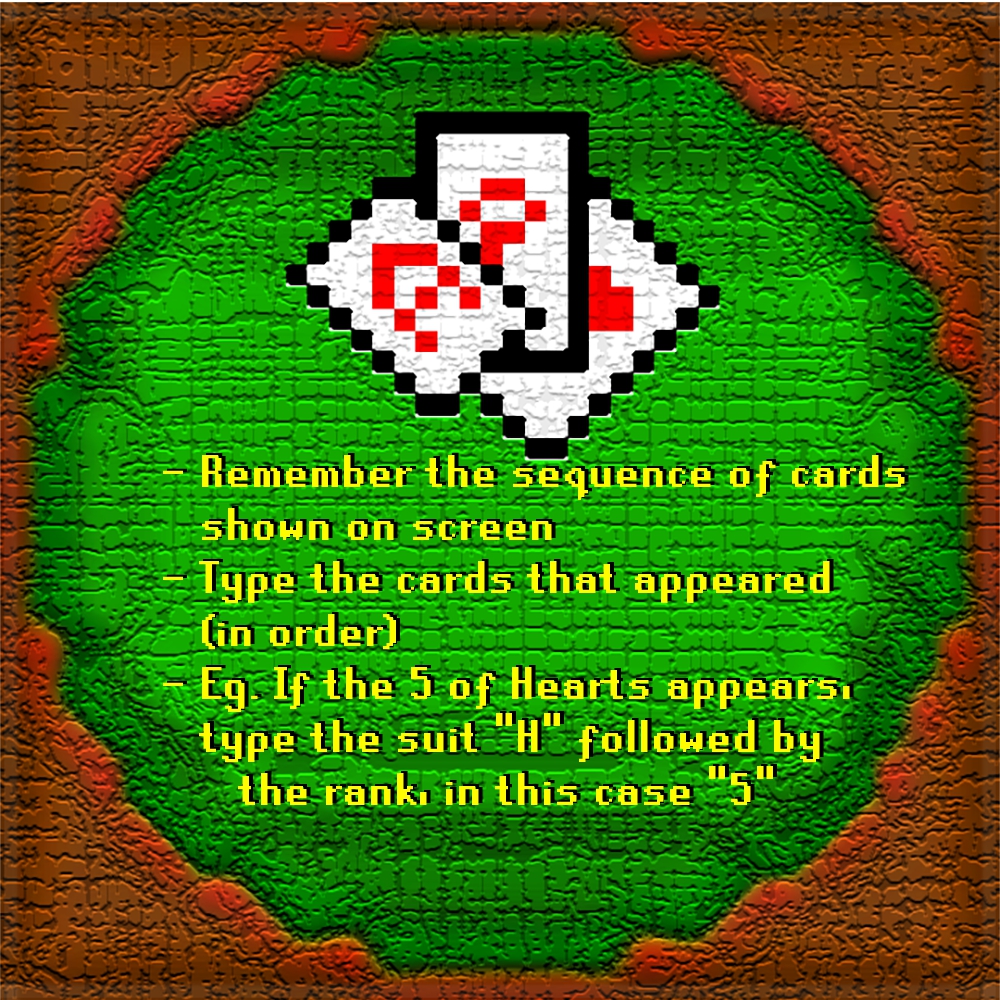 - Remember the sequence of cards
shown on screen
- Type the cards that appeared
(in order)
- Eg. If the 5 of Hearts appears,
type the suit "H" followed by
the rank, in this case "5"